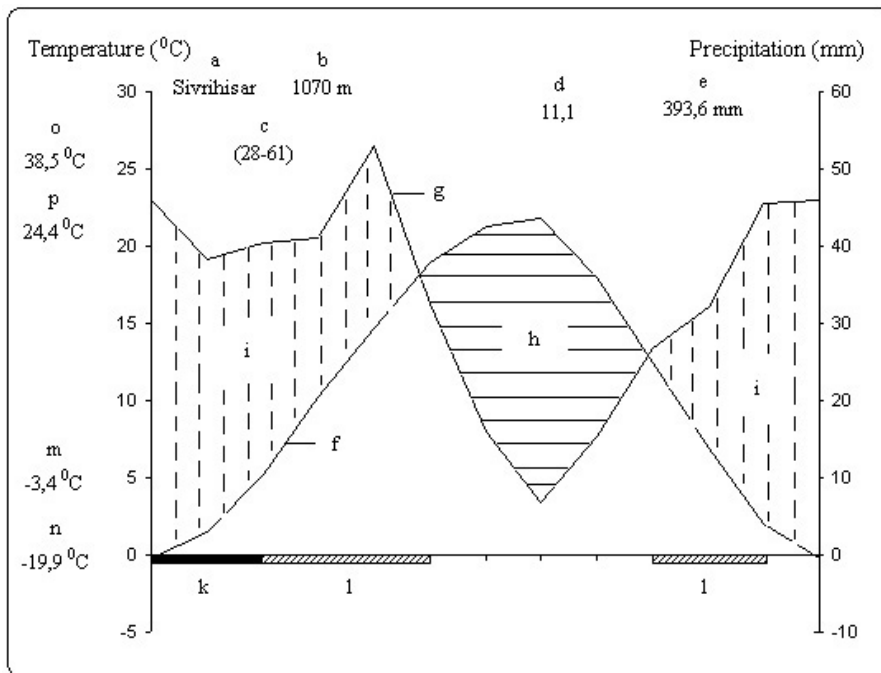 Temperature (⁰C)
Precipitation (mm)
a
b
Sivrihisar
1070 m
d
e
11,1
393,6 mm
c
(28-61)
o
38,5 ⁰C
p
24,4 ⁰C
m
-3,4 ⁰C
n
-19,9 ⁰C
30
25
20
15
10
5
0
-5
60
50
40
30
20
10
0
-10
g
h
i
i
f
k
l
l